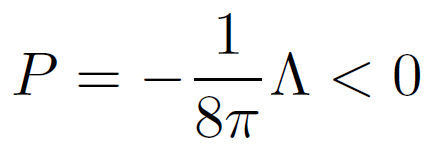 P = -\frac{1}{8\pi} \Lambda < 0